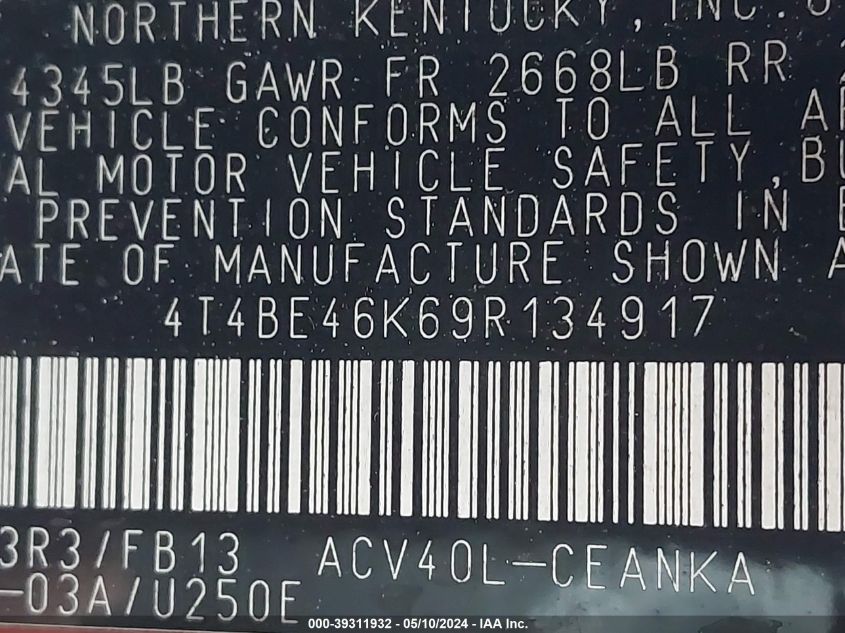 NORTHERN KENTUCKY, INC.
4345LB GAWR FR 2668LB RR
VEHICLE CONFORMS TO ALL
AL MOTOR VEHICLE SAFETY, BU
PREVENTION STANDARDS IN
ATE OF MANUFACTURE SHOWN A
4T4BE46K69R134917
3R3/FB13 ACV40L-CEANKA
-03A/U250E
000-39311932 - 05/10/2024 - IAA Inc.